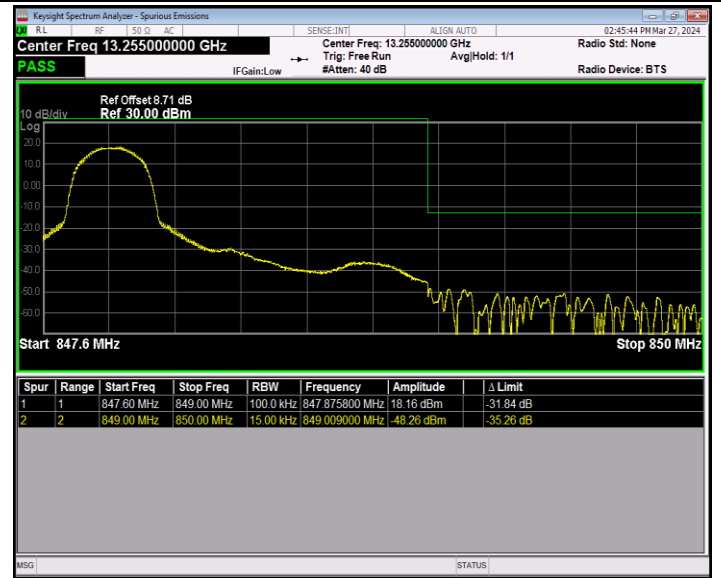 Keysight Spectrum Analyzer - Spurious Emissions
RL RF 50 Ω AC SENSE:INT ALIGN AUTO 02:45:44 PM Mar 27, 2024
Center Freq 13.255000000 GHz Center Freq: 13.255000000 GHz Radio Std: None
Trig: Free Run Avg|Hold: 1/1
PASS IFGain:Low #Atten: 40 dB Radio Device: BTS
Ref Offset 8.71 dB
10 dB/div Ref 30.00 dBm
Log
20.0
10.0
0.00
-10.0
-20.0
-30.0
-40.0
-50.0
-60.0
Start 847.6 MHz Stop 850 MHz
Spur Range Start Freq Stop Freq RBW Frequency Amplitude Δ Limit
1 1 847.60 MHz 849.00 MHz 100.0 kHz 847.875800 MHz 18.16 dBm -31.84 dB
2 2 849.00 MHz 850.00 MHz 15.00 kHz 849.009000 MHz -48.26 dBm -35.26 dB
MSG STATUS